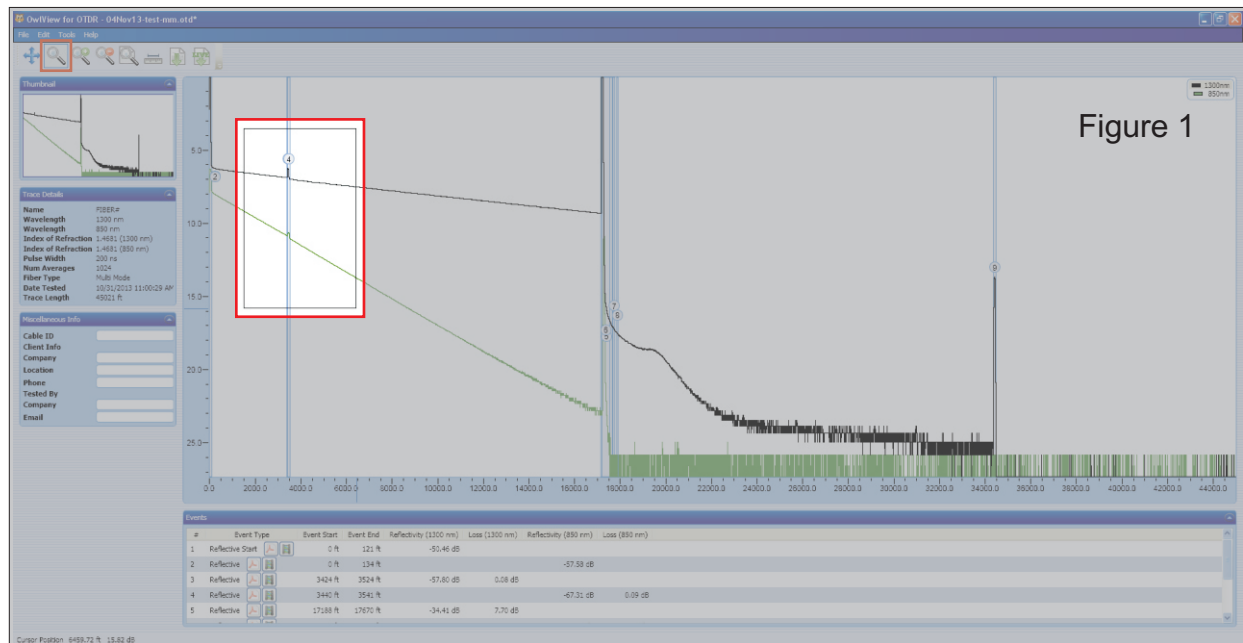 OwlView for OTDR - 04Nov13-test-mm.otd*
File Edit Tools Help
Thumbnail
1300nm
850nm
Figure 1
Trace Details
Name FIBER#
Wavelength 1300 nm
Wavelength 850 nm
Index of Refraction 1.4681 (1300 nm)
Index of Refraction 1.4681 (850 nm)
Pulse Width 200 ns
Num Averages 1024
Fiber Type Multi Mode
Date Tested 10/31/2013 11:00:29 AM
Trace Length 45021 ft
Miscellaneous Info
Cable ID
Client Info
Company
Location
Phone
Tested By
Company
Email
5.0
10.0
15.0
20.0
25.0
2
4
7
8
9
0.0 2000.0 4000.0 6000.0 8000.0 10000.0 12000.0 14000.0 16000.0 18000.0 20000.0 22000.0 24000.0 26000.0 28000.0 30000.0 32000.0 34000.0 36000.0 38000.0 40000.0 42000.0 44000.0
Events
# Event Type Event Start Event End Reflectivity (1300 nm) Loss (1300 nm) Reflectivity (850 nm) Loss (850 nm)
1 Reflective Start 0 ft 121 ft -50.46 dB
2 Reflective 0 ft 134 ft -57.58 dB
3 Reflective 3424 ft 3524 ft -57.80 dB 0.08 dB
4 Reflective 3440 ft 3541 ft -67.31 dB 0.09 dB
5 Reflective 17188 ft 17670 ft -34.41 dB 7.70 dB
Cursor Position 6459.72 ft 15.82 dB